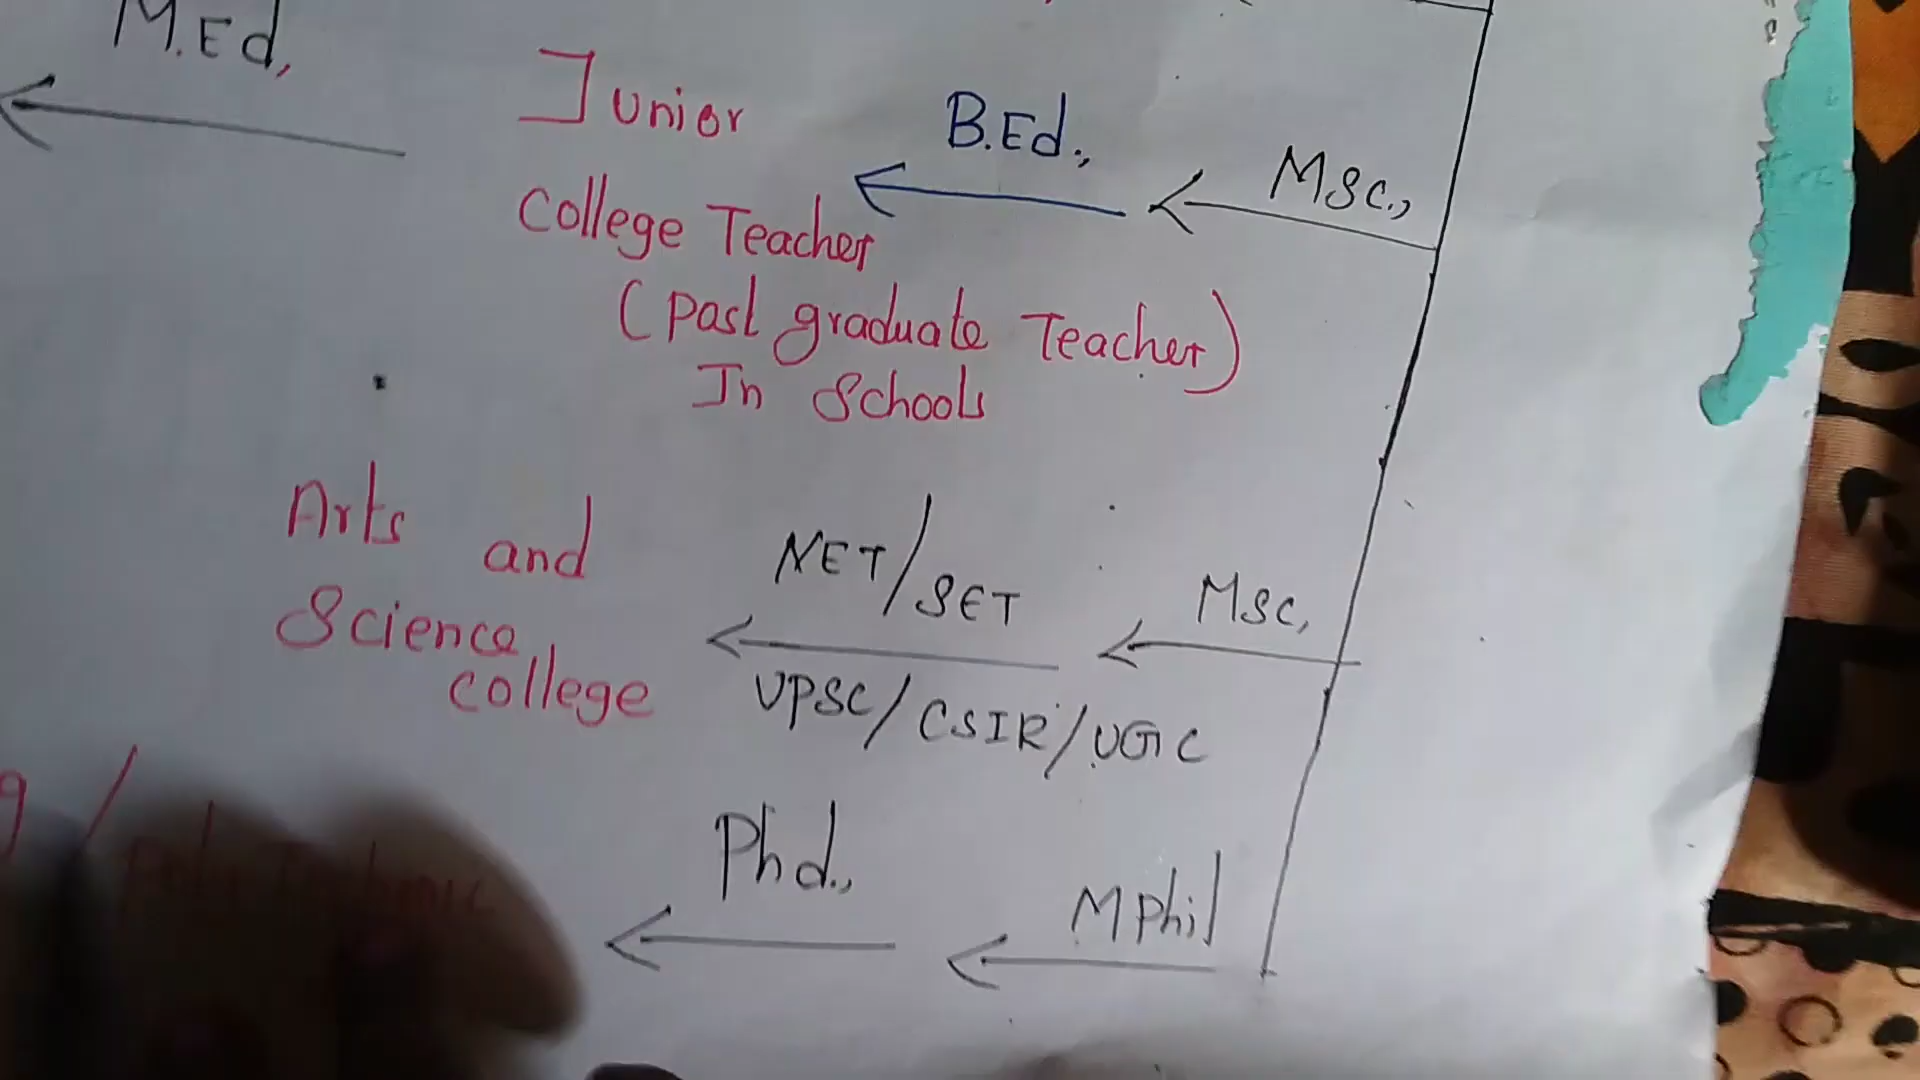 M.Ed,
Junior
College Teacher
(post graduate Teacher)
In Schools
B.Ed.,
MSc.,
Arts and
Science
college
NET/SET
UPSC/CSIR/UGC
MSC,
Phd.,
MPhil